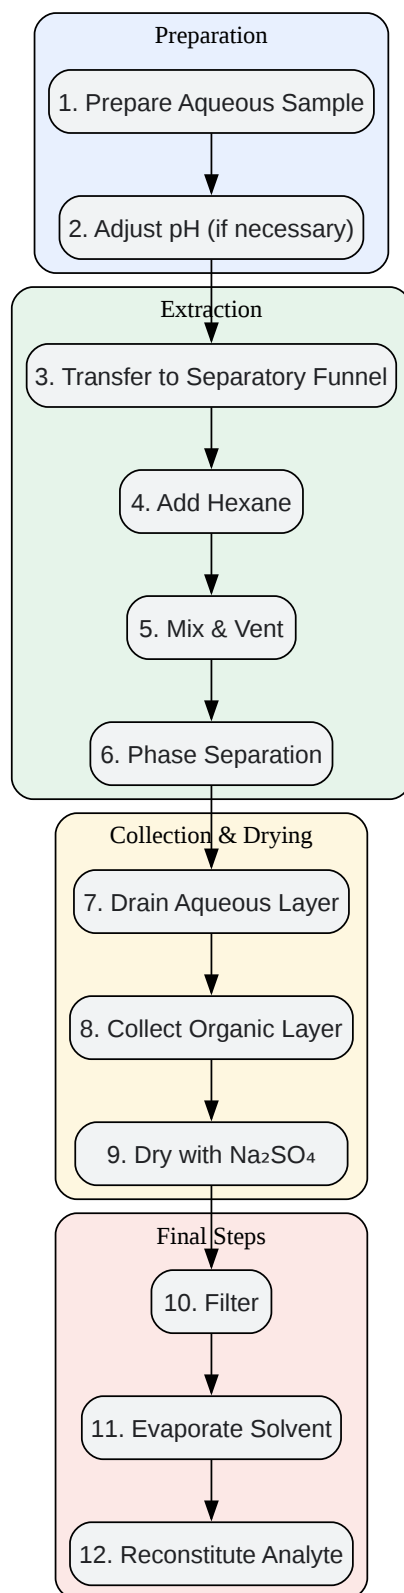 Preparation
1. Prepare Aqueous Sample
2. Adjust pH (if necessary)
Extraction
3. Transfer to Separatory Funnel
4. Add Hexane
5. Mix & Vent
6. Phase Separation
Collection & Drying
7. Drain Aqueous Layer
8. Collect Organic Layer
9. Dry with Na₂SO₄
Final Steps
10. Filter
11. Evaporate Solvent
12. Reconstitute Analyte